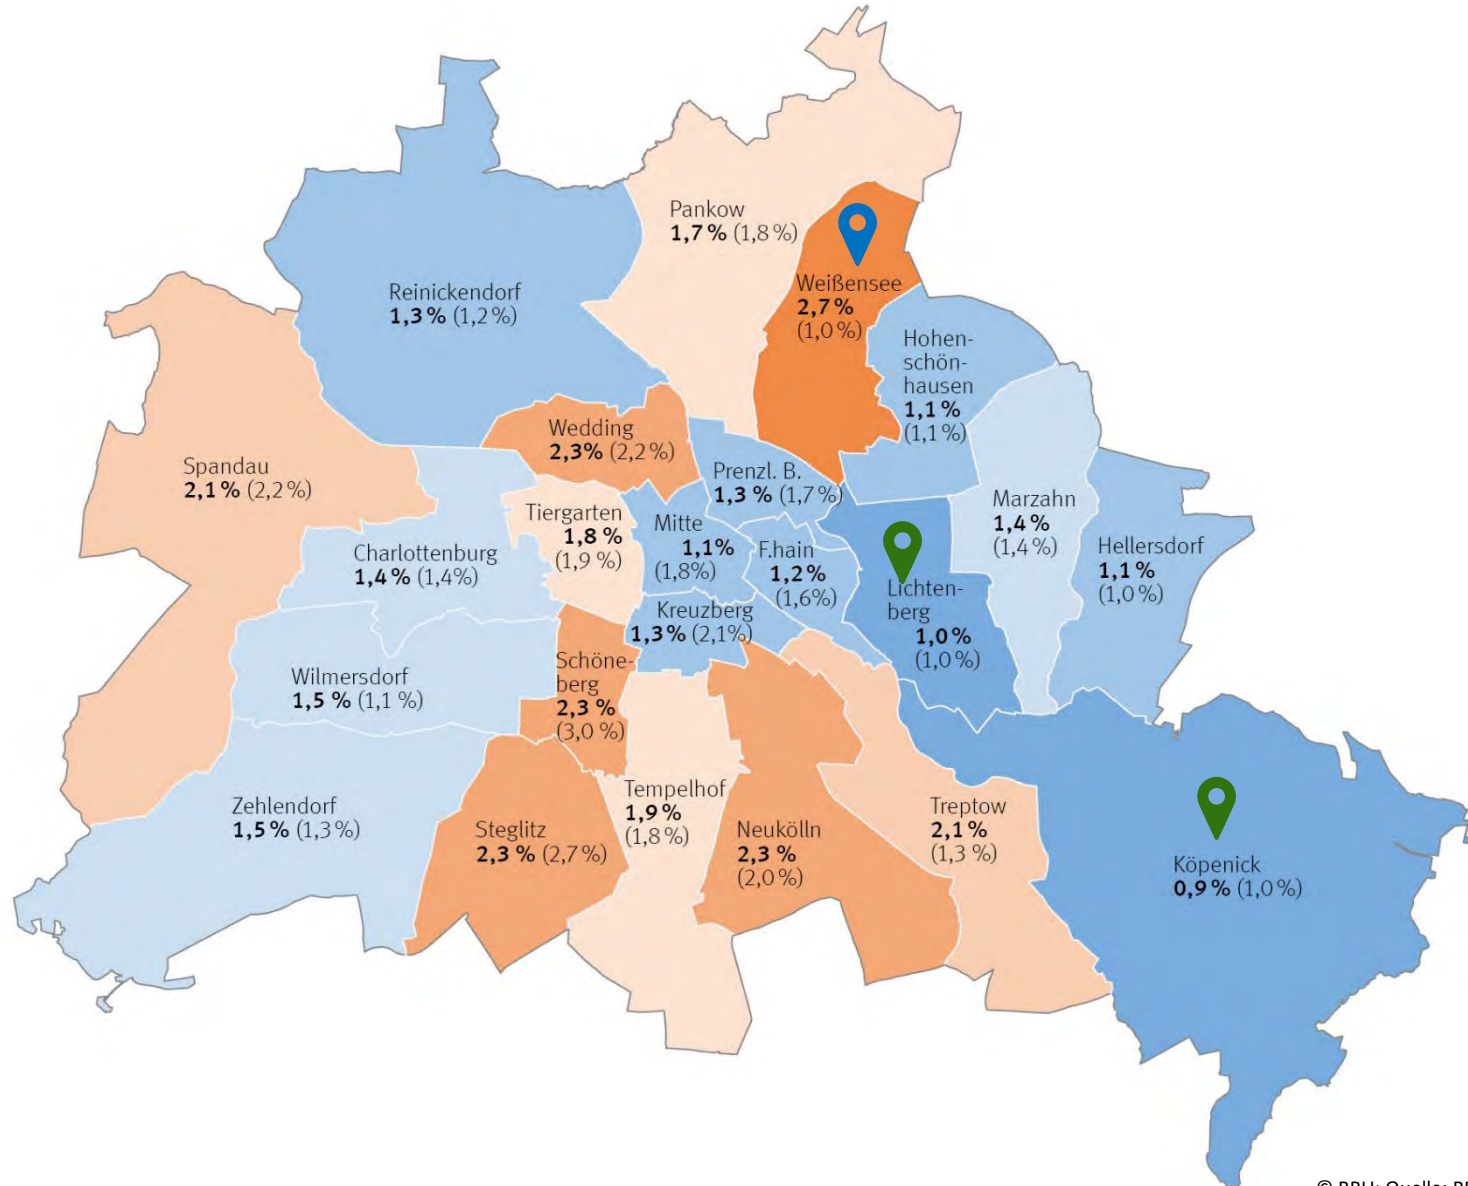 Pankow
1,7 % (1,8 %)
Weißensee
2,7 %
(1,0 %)
Reinickendorf
1,3 % (1,2 %)
Hohen-
schön-
hausen
1,1 %
(1,1 %)
Wedding
2,3% (2,2 %)
Spandau
2,1 % (2,2 %)
Prenzl. B.
1,3 % (1,7 %)
Marzahn
1,4 %
(1,4 %)
Tiergarten
1,8 %
(1,9 %)
Mitte
1,1%
(1,8%)
F.hain
1,2%
(1,6%)
Charlottenburg
1,4 % (1,4%)
Hellersdorf
1,1 %
(1,0 %)
Lichten-
berg
1,0 %
(1,0 %)
Kreuzberg
1,3 % (2,1%)
Schöne-
berg
2,3 %
(3,0 %)
Wilmersdorf
1,5 % (1,1 %)
Zehlendorf
1,5 % (1,3 %)
Steglitz
2,3 % (2,7 %)
Tempelhof
1,9 %
(1,8 %)
Neukölln
2,3 %
(2,0 %)
Treptow
2,1 %
(1,3 %)
Köpenick
0,9 % (1,0 %)
Quelle: